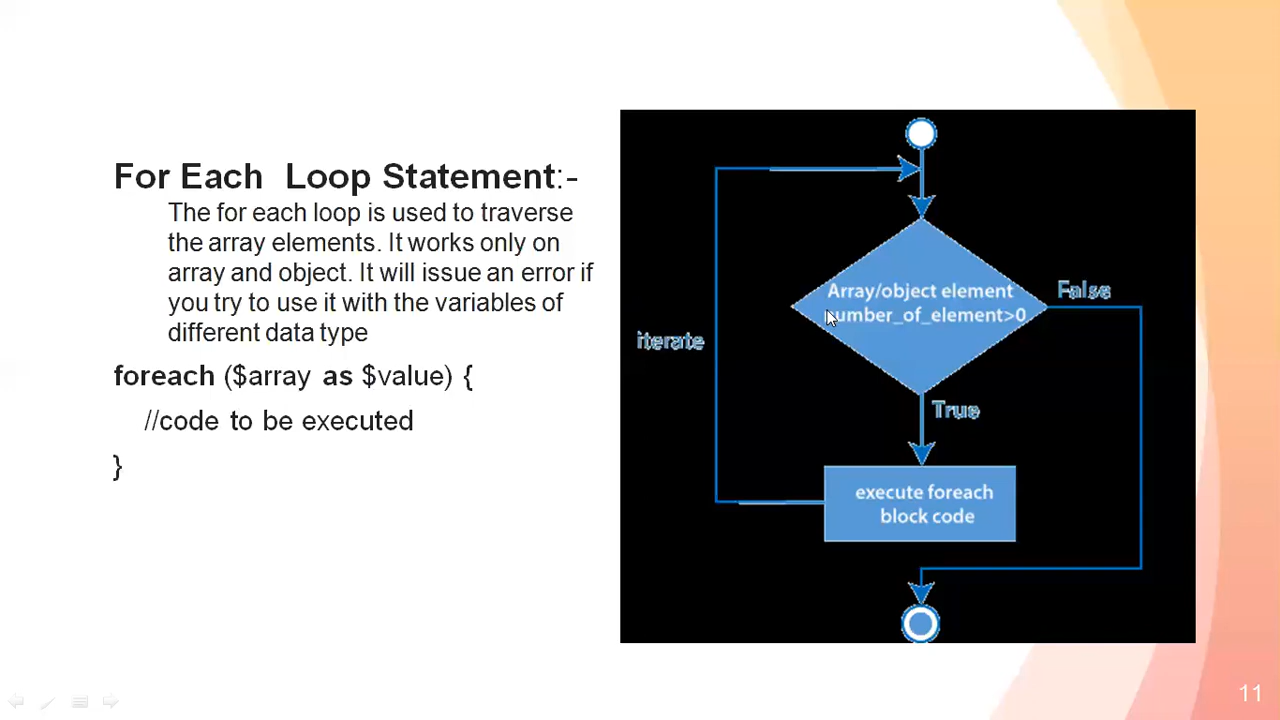 For Each  Loop Statement:-
The for each loop is used to traverse
the array elements. It works only on
array and object. It will issue an error if
you try to use it with the variables of
different data type
foreach ($array as $value) {
//code to be executed
}
Array/object element
number_of_element>0
False
iterate
True
execute foreach
block code
11